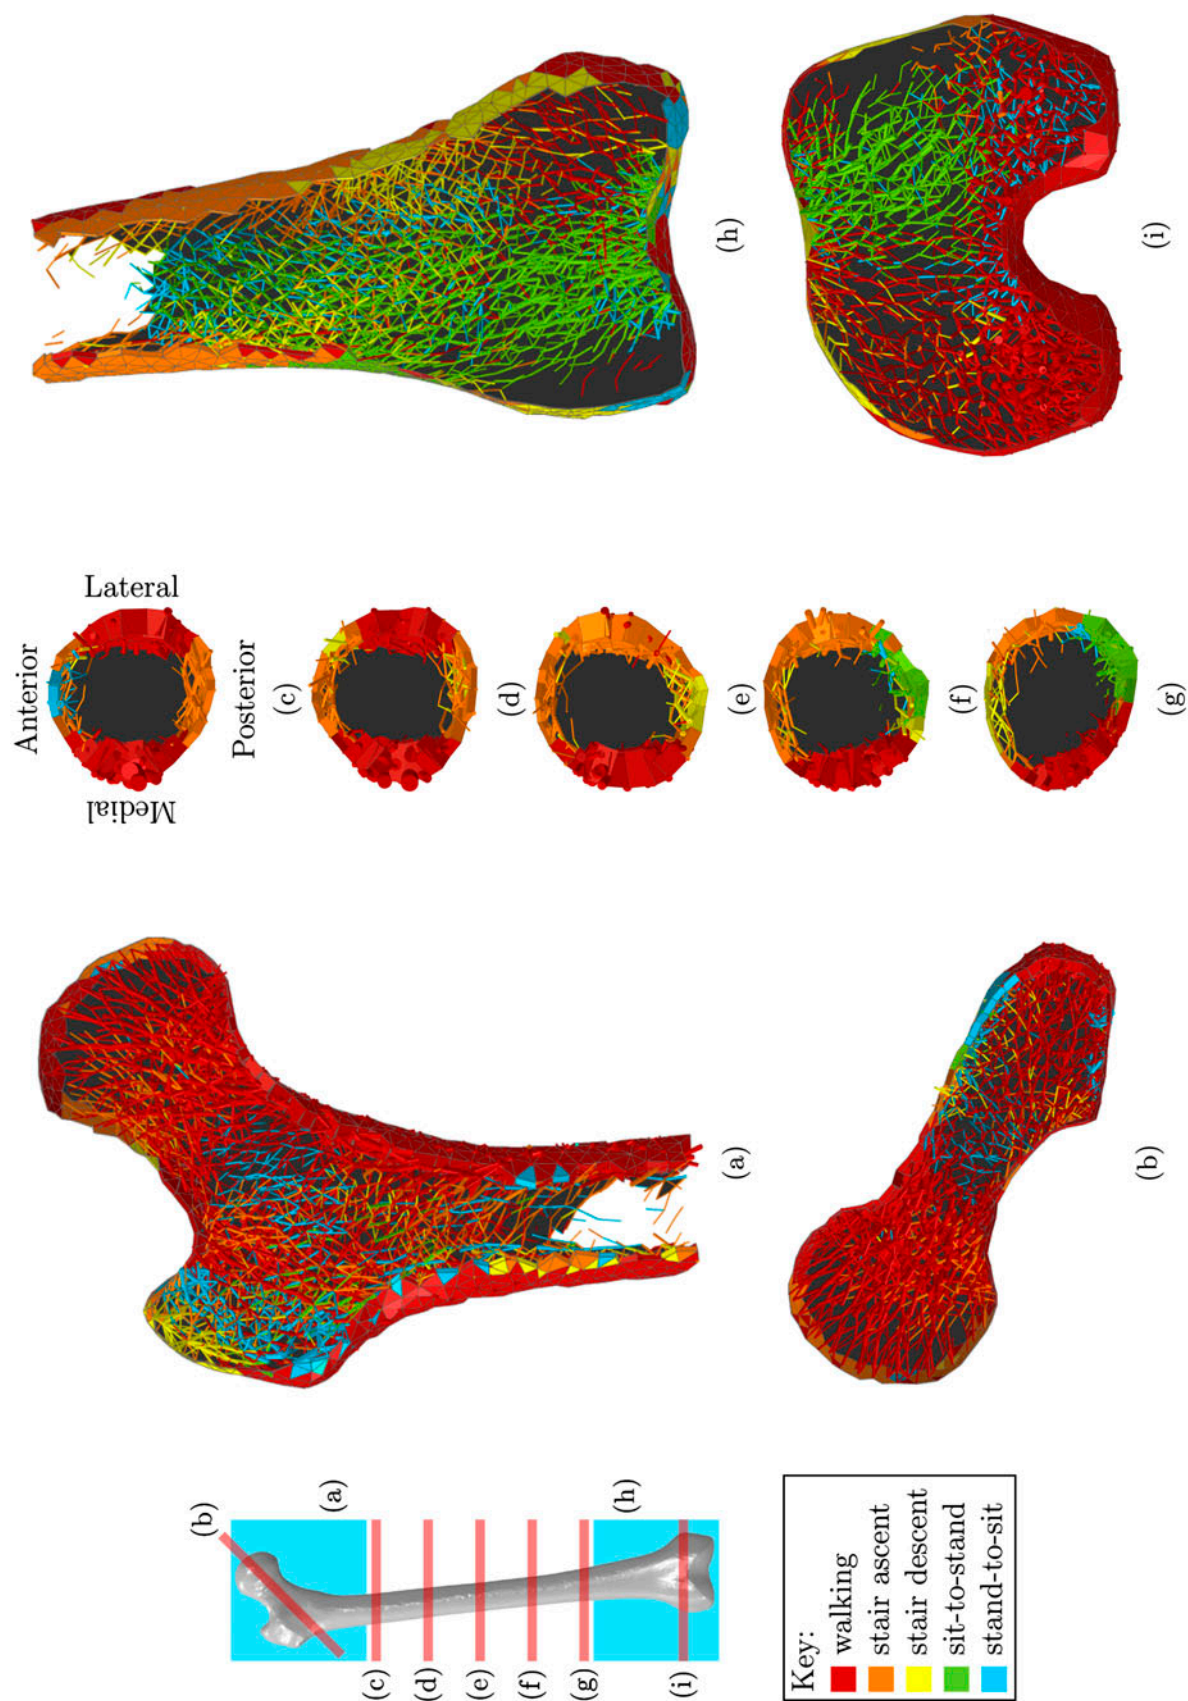 (h)
(i)
Anterior
Lateral
Medial
Posterior
(c)
(d)
(e)
(f)
(g)
(a)
(b)
(b)
(a)
(c)
(d)
(e)
(f)
(g)
(h)
(i)
Key:
walking
stair ascent
stair descent
sit-to-stand
stand-to-sit